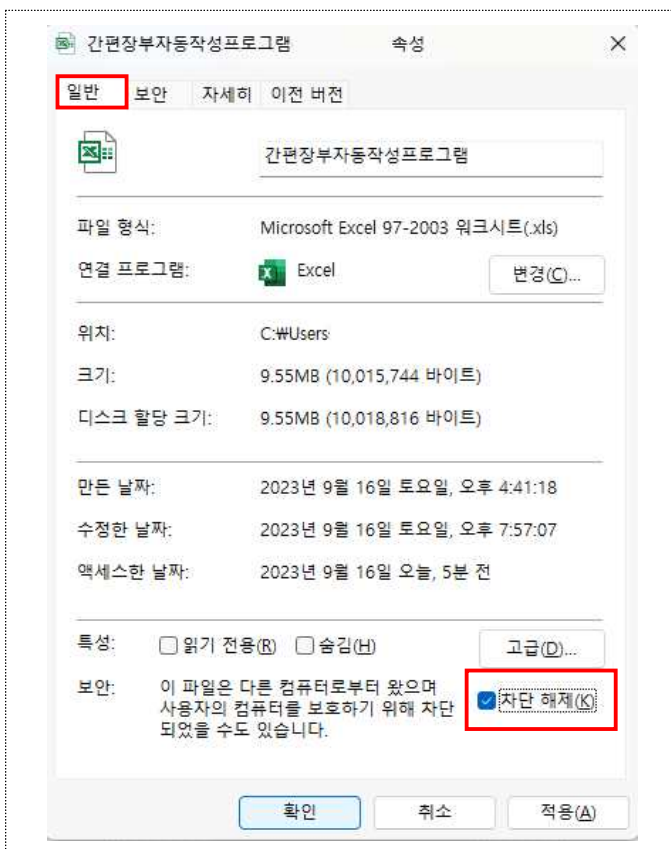 간편장부자동작성프로그램 속성
일반 보안 자세히 이전 버전
간편장부자동작성프로그램
파일 형식: Microsoft Excel 97-2003 워크시트(.xls)
연결 프로그램: Excel 변경(C)...
위치: C:₩Users
크기: 9.55MB (10,015,744 바이트)
디스크 할당 크기: 9.55MB (10,018,816 바이트)
만든 날짜: 2023년 9월 16일 토요일, 오후 4:41:18
수정한 날짜: 2023년 9월 16일 토요일, 오후 7:57:07
액세스한 날짜: 2023년 9월 16일 오늘, 5분 전
특성: 읽기 전용(R) 숨김(H) 고급(D)...
보안: 이 파일은 다른 컴퓨터로부터 왔으며
사용자의 컴퓨터를 보호하기 위해 차단 차단 해제(K)
되었을 수도 있습니다.
확인 취소 적용(A)